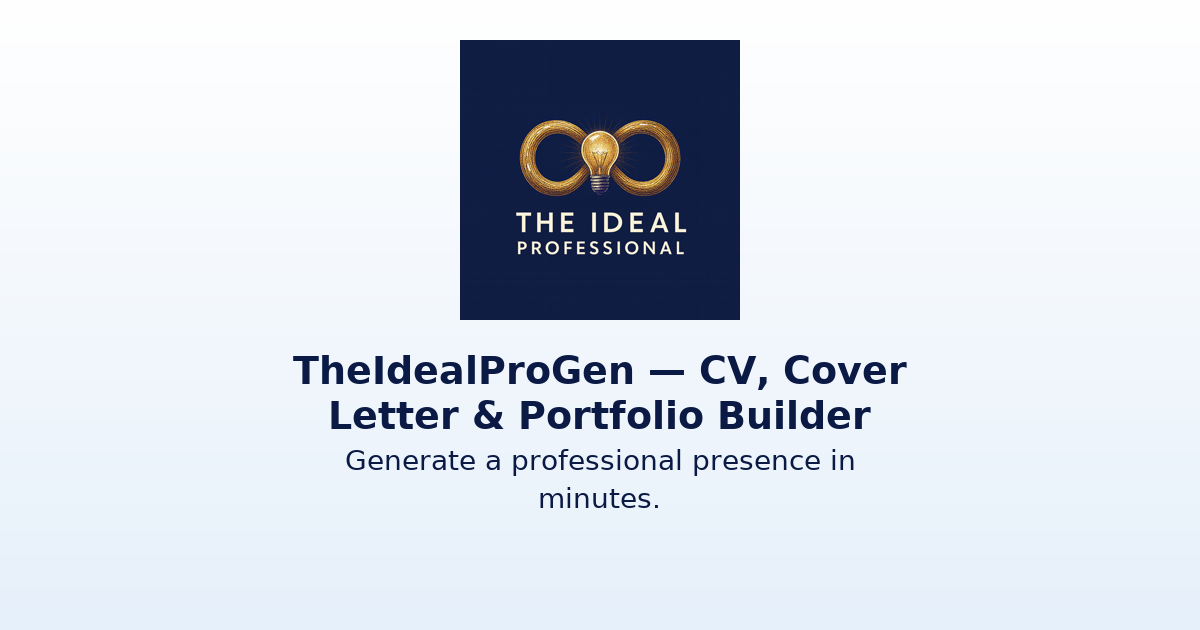 THE IDEAL
PROFESSIONAL
TheIdealProGen — CV, Cover
Letter & Portfolio Builder
Generate a professional presence in
minutes.